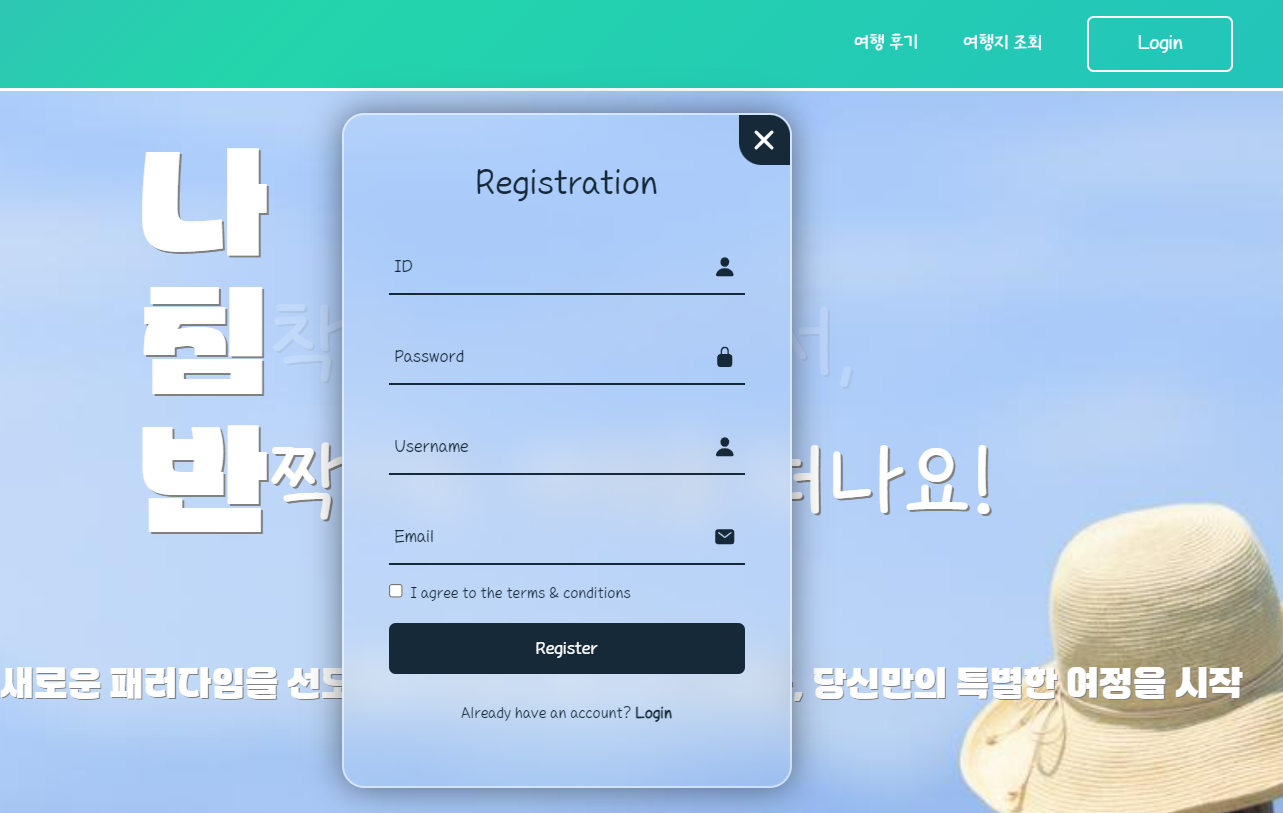 여행 후기 여행지 조회 Login
Registration
ID
Password
Username
Email
I agree to the terms & conditions
Register
Already have an account? Login
나
침 착 서,
반 짝 떠나요!
새로운 패러다임을 선도 당신만의 특별한 여정을 시작